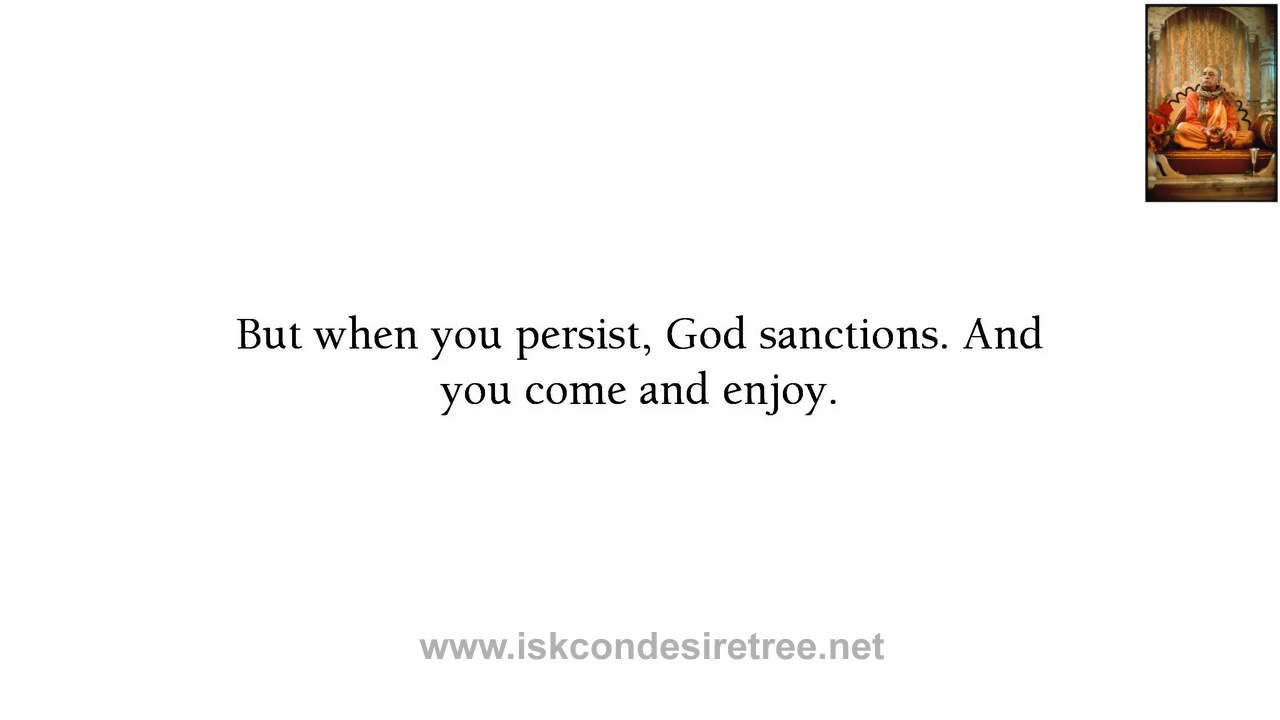 But when you persist, God sanctions. And
you come and enjoy.
www.iskcondesiretree.net